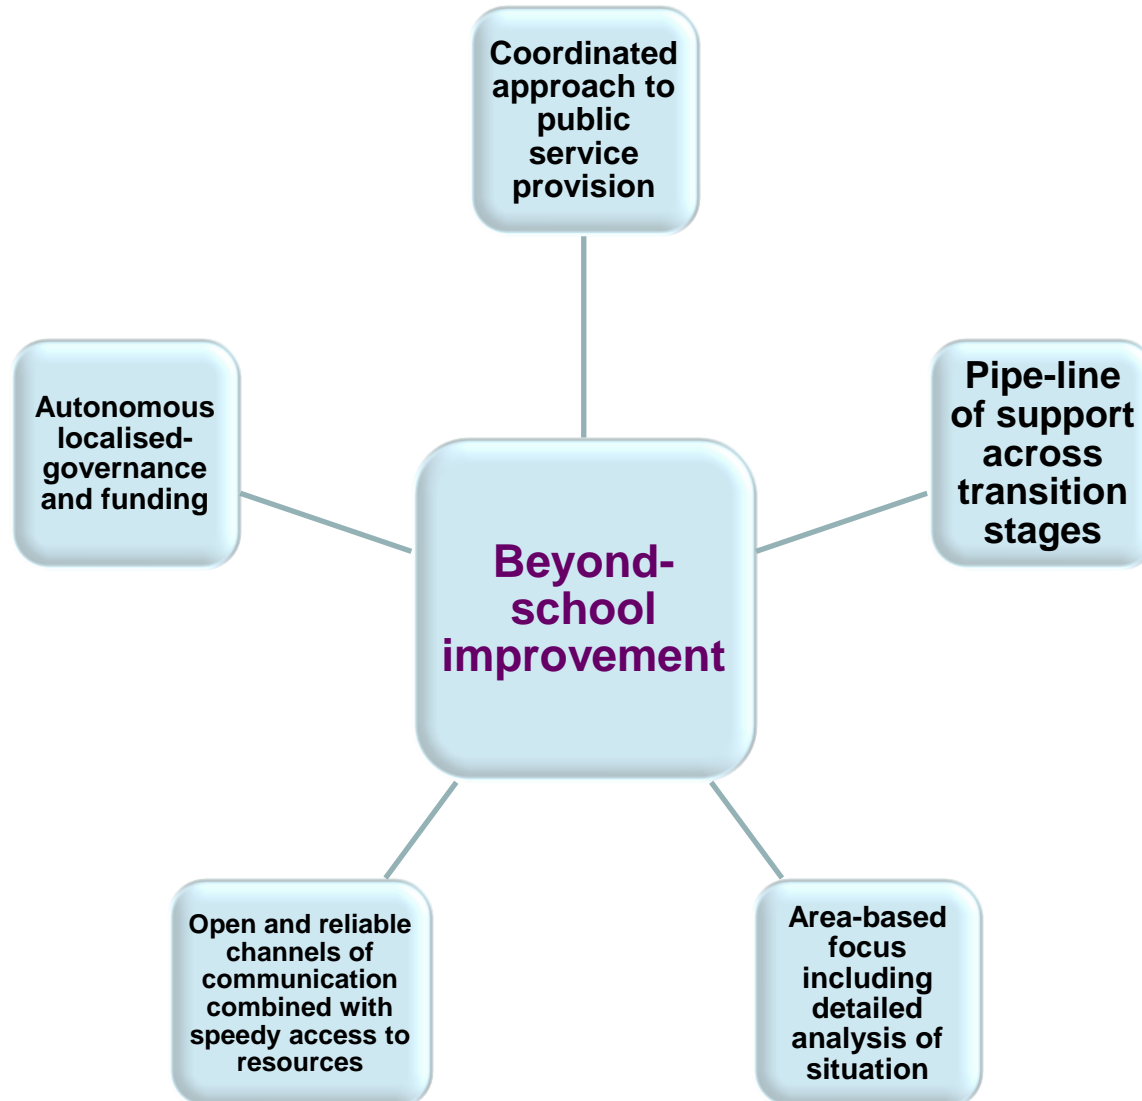 Coordinated
approach to
public
service
provision
Autonomous
localised-
governance
and funding
Pipe-line
of support
across
transition
stages
Beyond-
school
improvement
Open and reliable
channels of
communication
combined with
speedy access to
resources
Area-based
focus
including
detailed
analysis of
situation